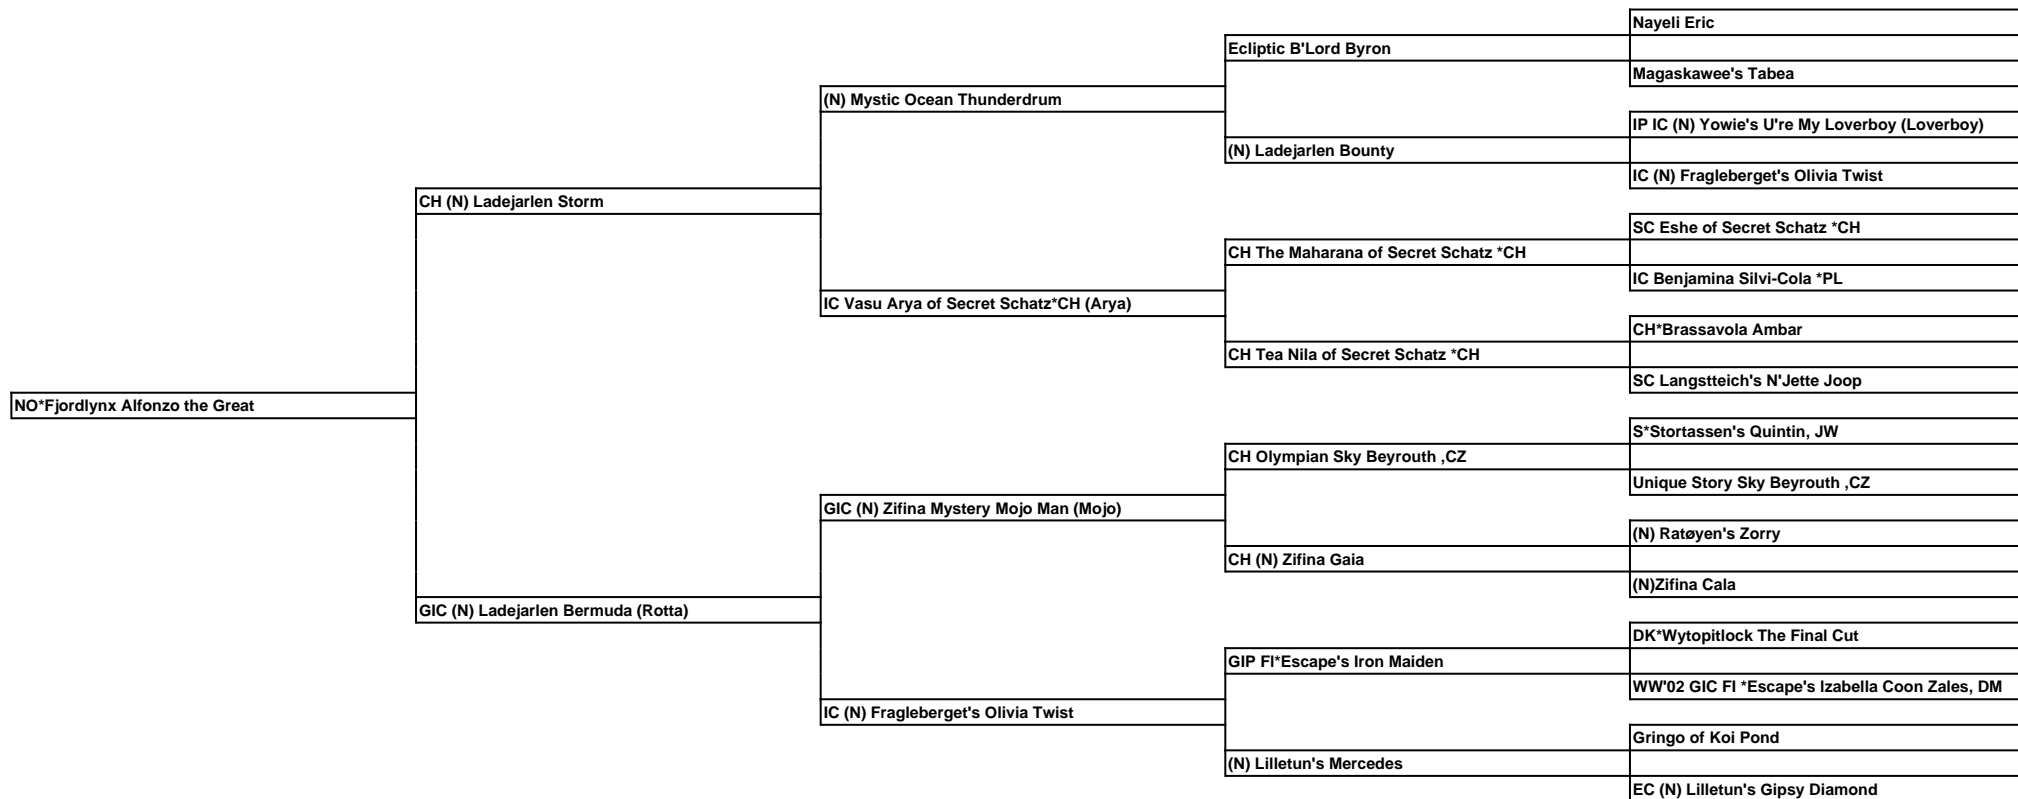 Nayeli Eric
Ecliptic B'Lord Byron
Magaskawee's Tabea
(N) Mystic Ocean Thunderdrum
IP IC (N) Yowie's U're My Loverboy (Loverboy)
(N) Ladejarlen Bounty
IC (N) Fragleberget's Olivia Twist
CH (N) Ladejarlen Storm
SC Eshe of Secret Schatz *CH
CH The Maharana of Secret Schatz *CH
IC Benjamina Silvi-Cola *PL
IC Vasu Arya of Secret Schatz*CH (Arya)
CH*Brassavola Ambar
CH Tea Nila of Secret Schatz *CH
SC Langstteich's N'Jette Joop
NO*Fjordlynx Alfonzo the Great
S*Stortassen's Quintin, JW
CH Olympian Sky Beyrouth ,CZ
Unique Story Sky Beyrouth ,CZ
GIC (N) Zifina Mystery Mojo Man (Mojo)
(N) Ratøyen's Zorry
CH (N) Zifina Gaia
(N)Zifina Cala
GIC (N) Ladejarlen Bermuda (Rotta)
DK*Wytopitlock The Final Cut
GIP FI*Escape's Iron Maiden
WW'02 GIC FI *Escape's Izabella Coon Zales, DM
IC (N) Fragleberget's Olivia Twist
Gringo of Koi Pond
(N) Lilletun's Mercedes
EC (N) Lilletun's Gipsy Diamond